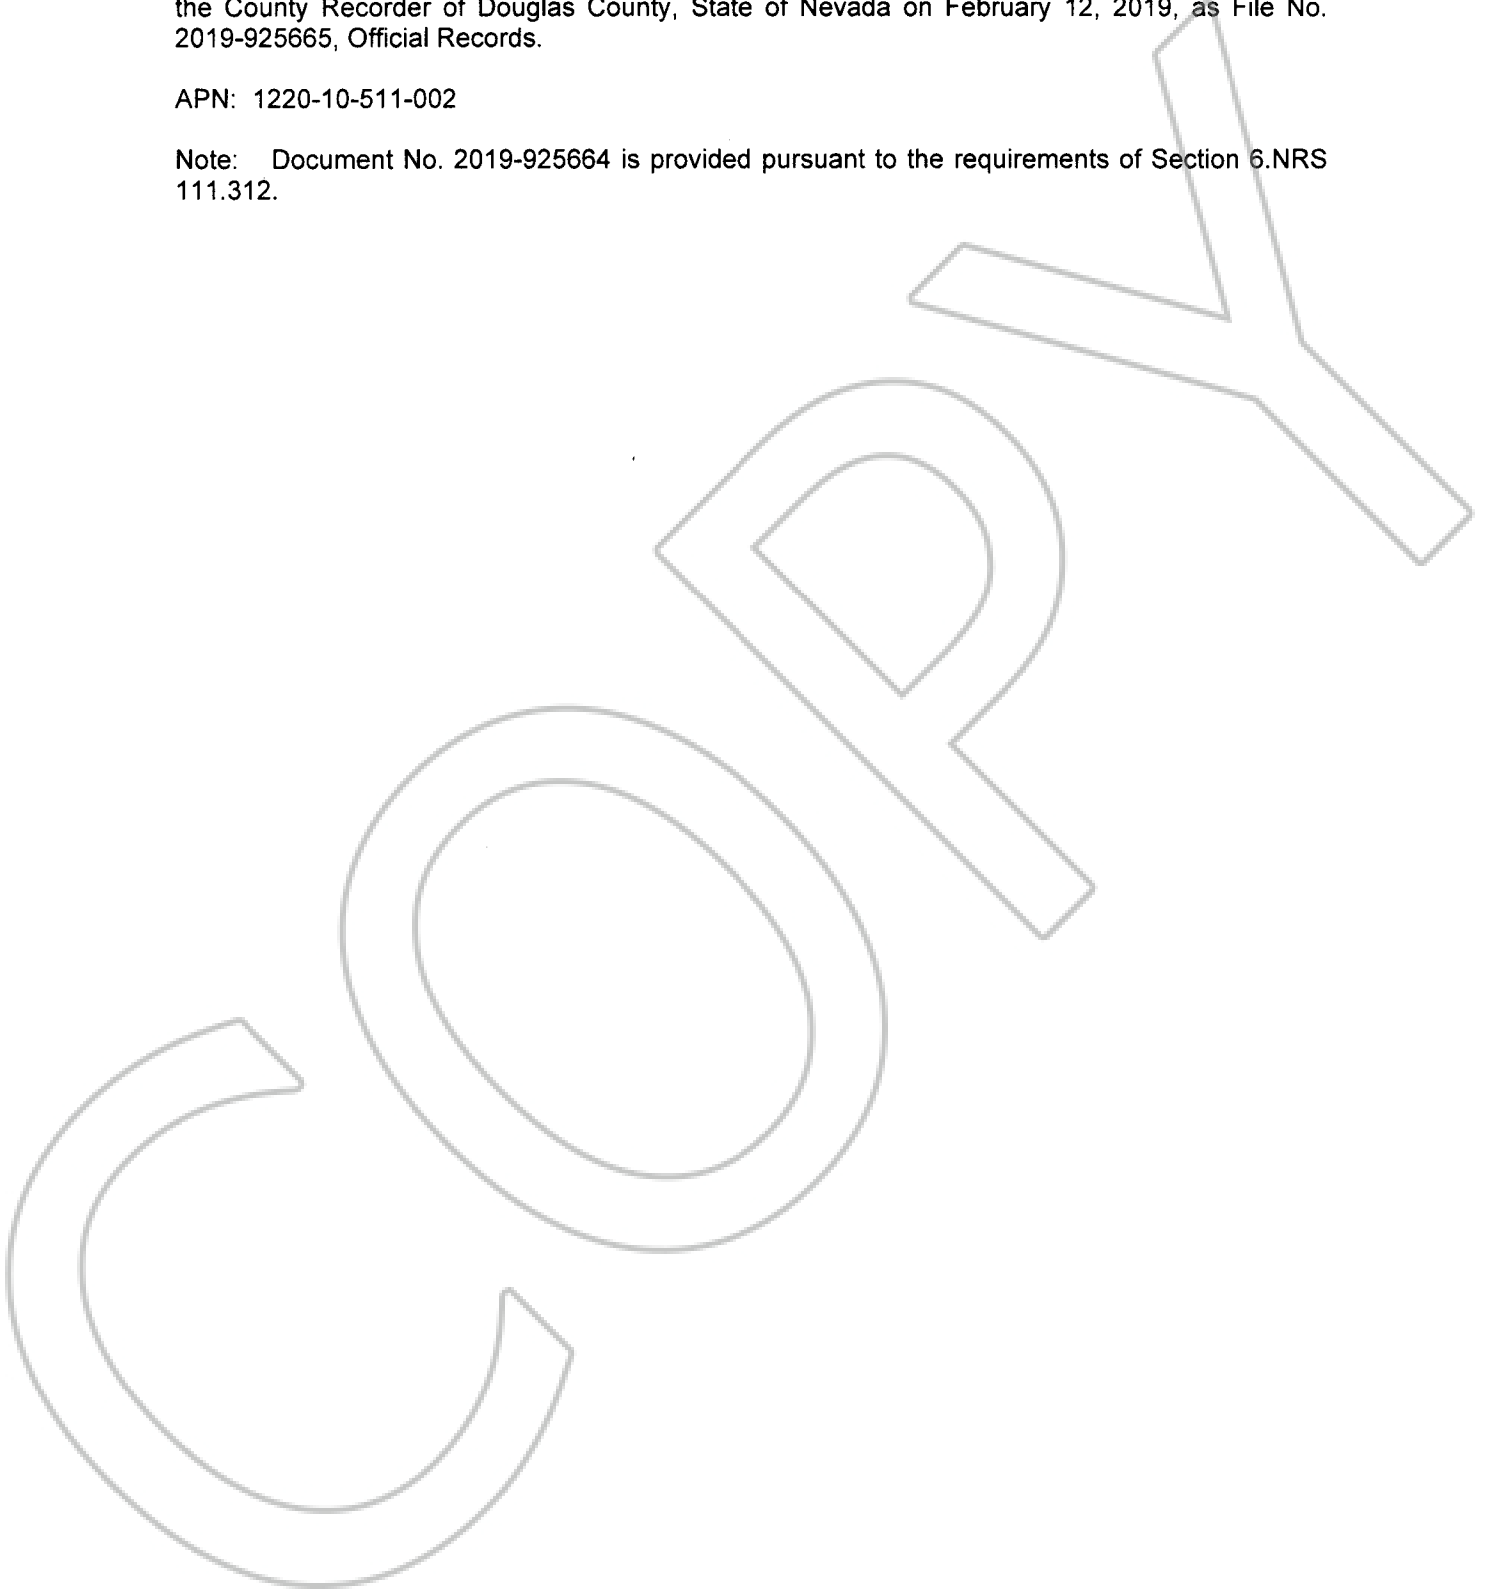 the County Recorder of Douglas County, State of Nevada on February 12, 2019, as File No.
2019-925665, Official Records.
APN: 1220-10-511-002
Note: Document No. 2019-925664 is provided pursuant to the requirements of Section 6.NRS
111.312.
COPY